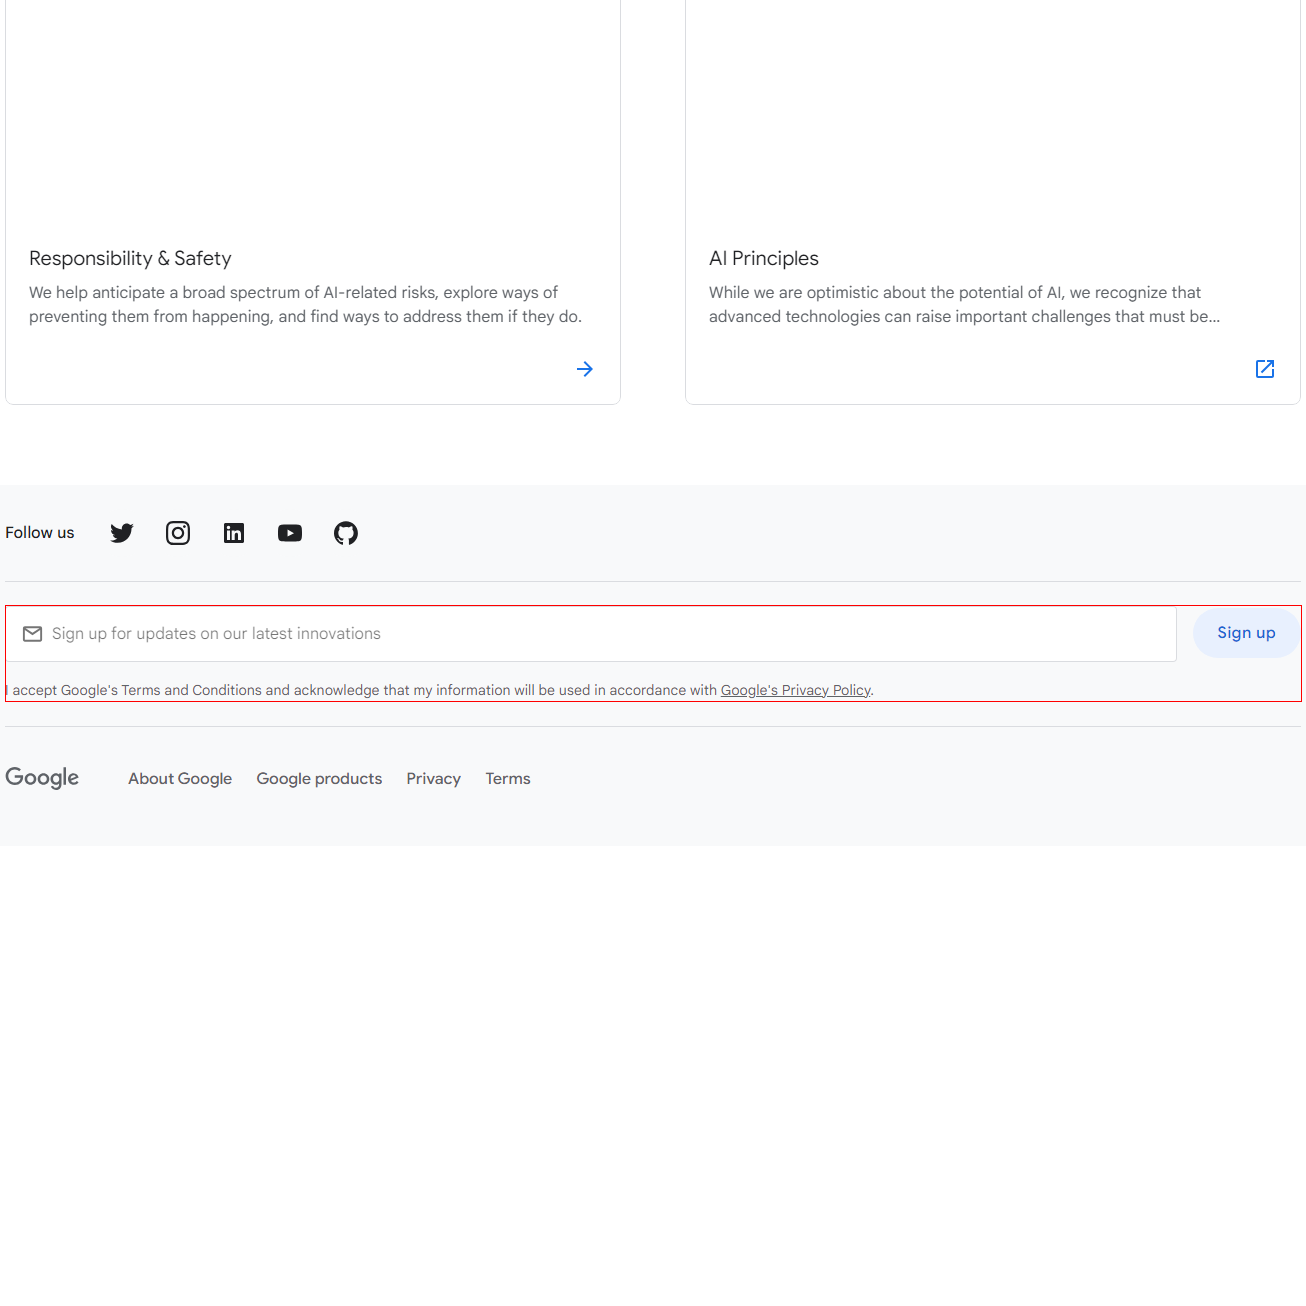 Responsibility & Safety
We help anticipate a broad spectrum of AI-related risks, explore ways of
preventing them from happening, and find ways to address them if they do.
AI Principles
While we are optimistic about the potential of AI, we recognize that
advanced technologies can raise important challenges that must be...
Follow us
Sign up for updates on our latest innovations
Sign up
I accept Google's Terms and Conditions and acknowledge that my information will be used in accordance with Google's Privacy Policy.
Google About Google Google products Privacy Terms